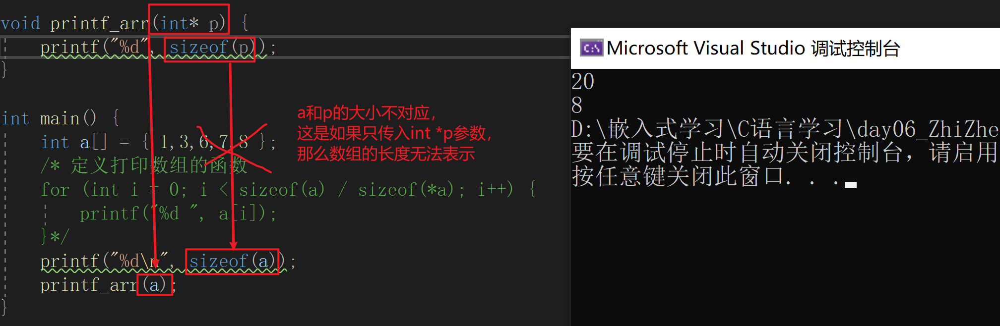 void printf_arr(int* p) {
    printf("%d", sizeof(p));
}
int main() {
    int a[] = { 1,3,6,7,8 };
    /* 定义打印数组的函数
    for (int i = 0; i < sizeof(a) / sizeof(*a); i++) {
        printf("%d ", a[i]);
    }*/
    printf("%d\n", sizeof(a));
    printf_arr(a);
}
a和p的大小不对应，
这是如果只传入int *p参数，
那么数组的长度无法表示
Microsoft Visual Studio 调试控制台
20
8
D:\嵌入式学习\C语言学习\day06_ZhiZhe
要在调试停止时自动关闭控制台，请启用
按任意键关闭此窗口. . .